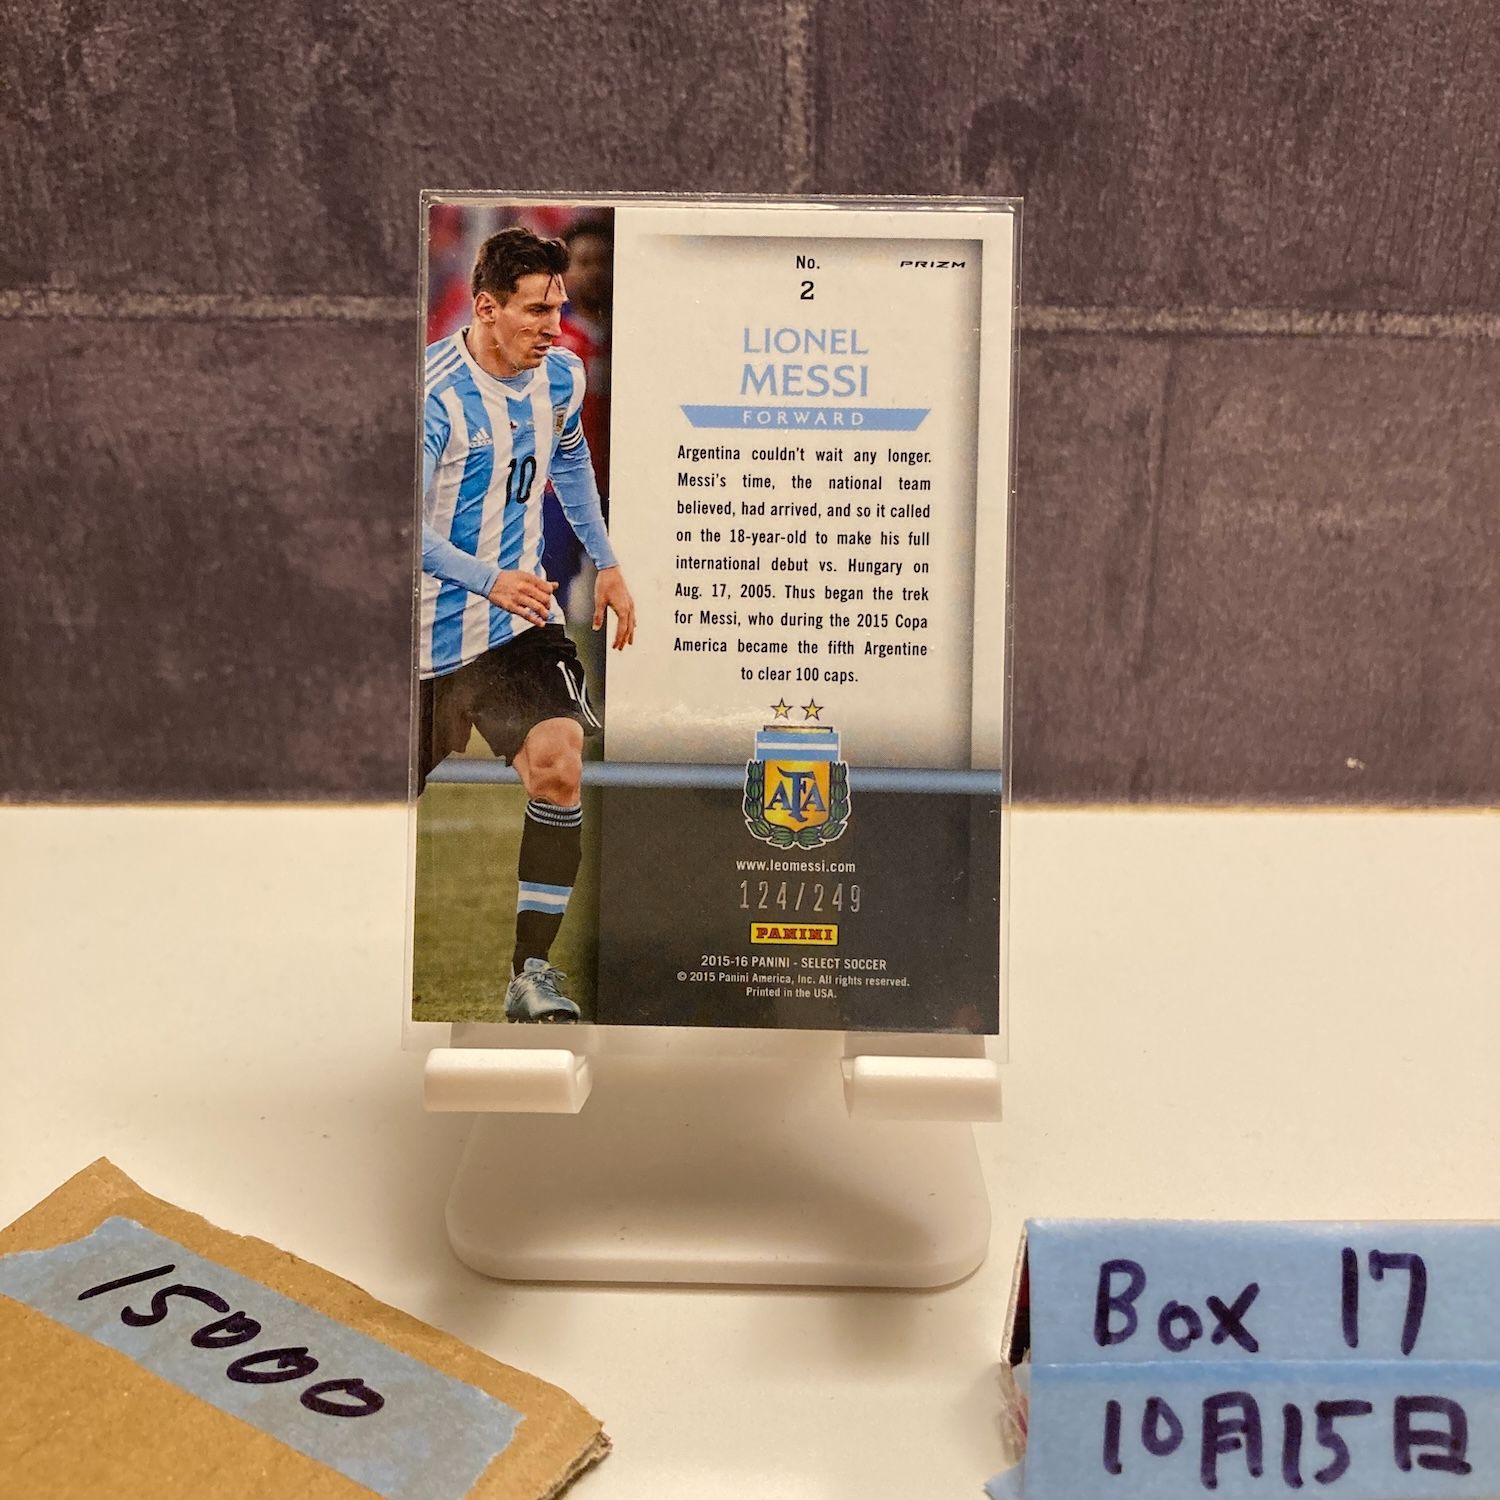 No.
2
PRIZM
LIONEL
MESSI
FORWARD
Argentina couldn't wait any longer.
Messi's time, the national team
believed, had arrived, and so it called
on the 18-year-old to make his full
international debut vs. Hungary on
Aug. 17, 2005. Thus began the trek
for Messi, who during the 2015 Copa
America became the fifth Argentine
to clear 100 caps.
AFA
www.leomessi.com
124/249
PANINI
2015-16 PANINI - SELECT SOCCER
© 2015 Panini America, Inc. All rights reserved.
Printed in the USA.
adidas
10
15000
Box 17
10月15日